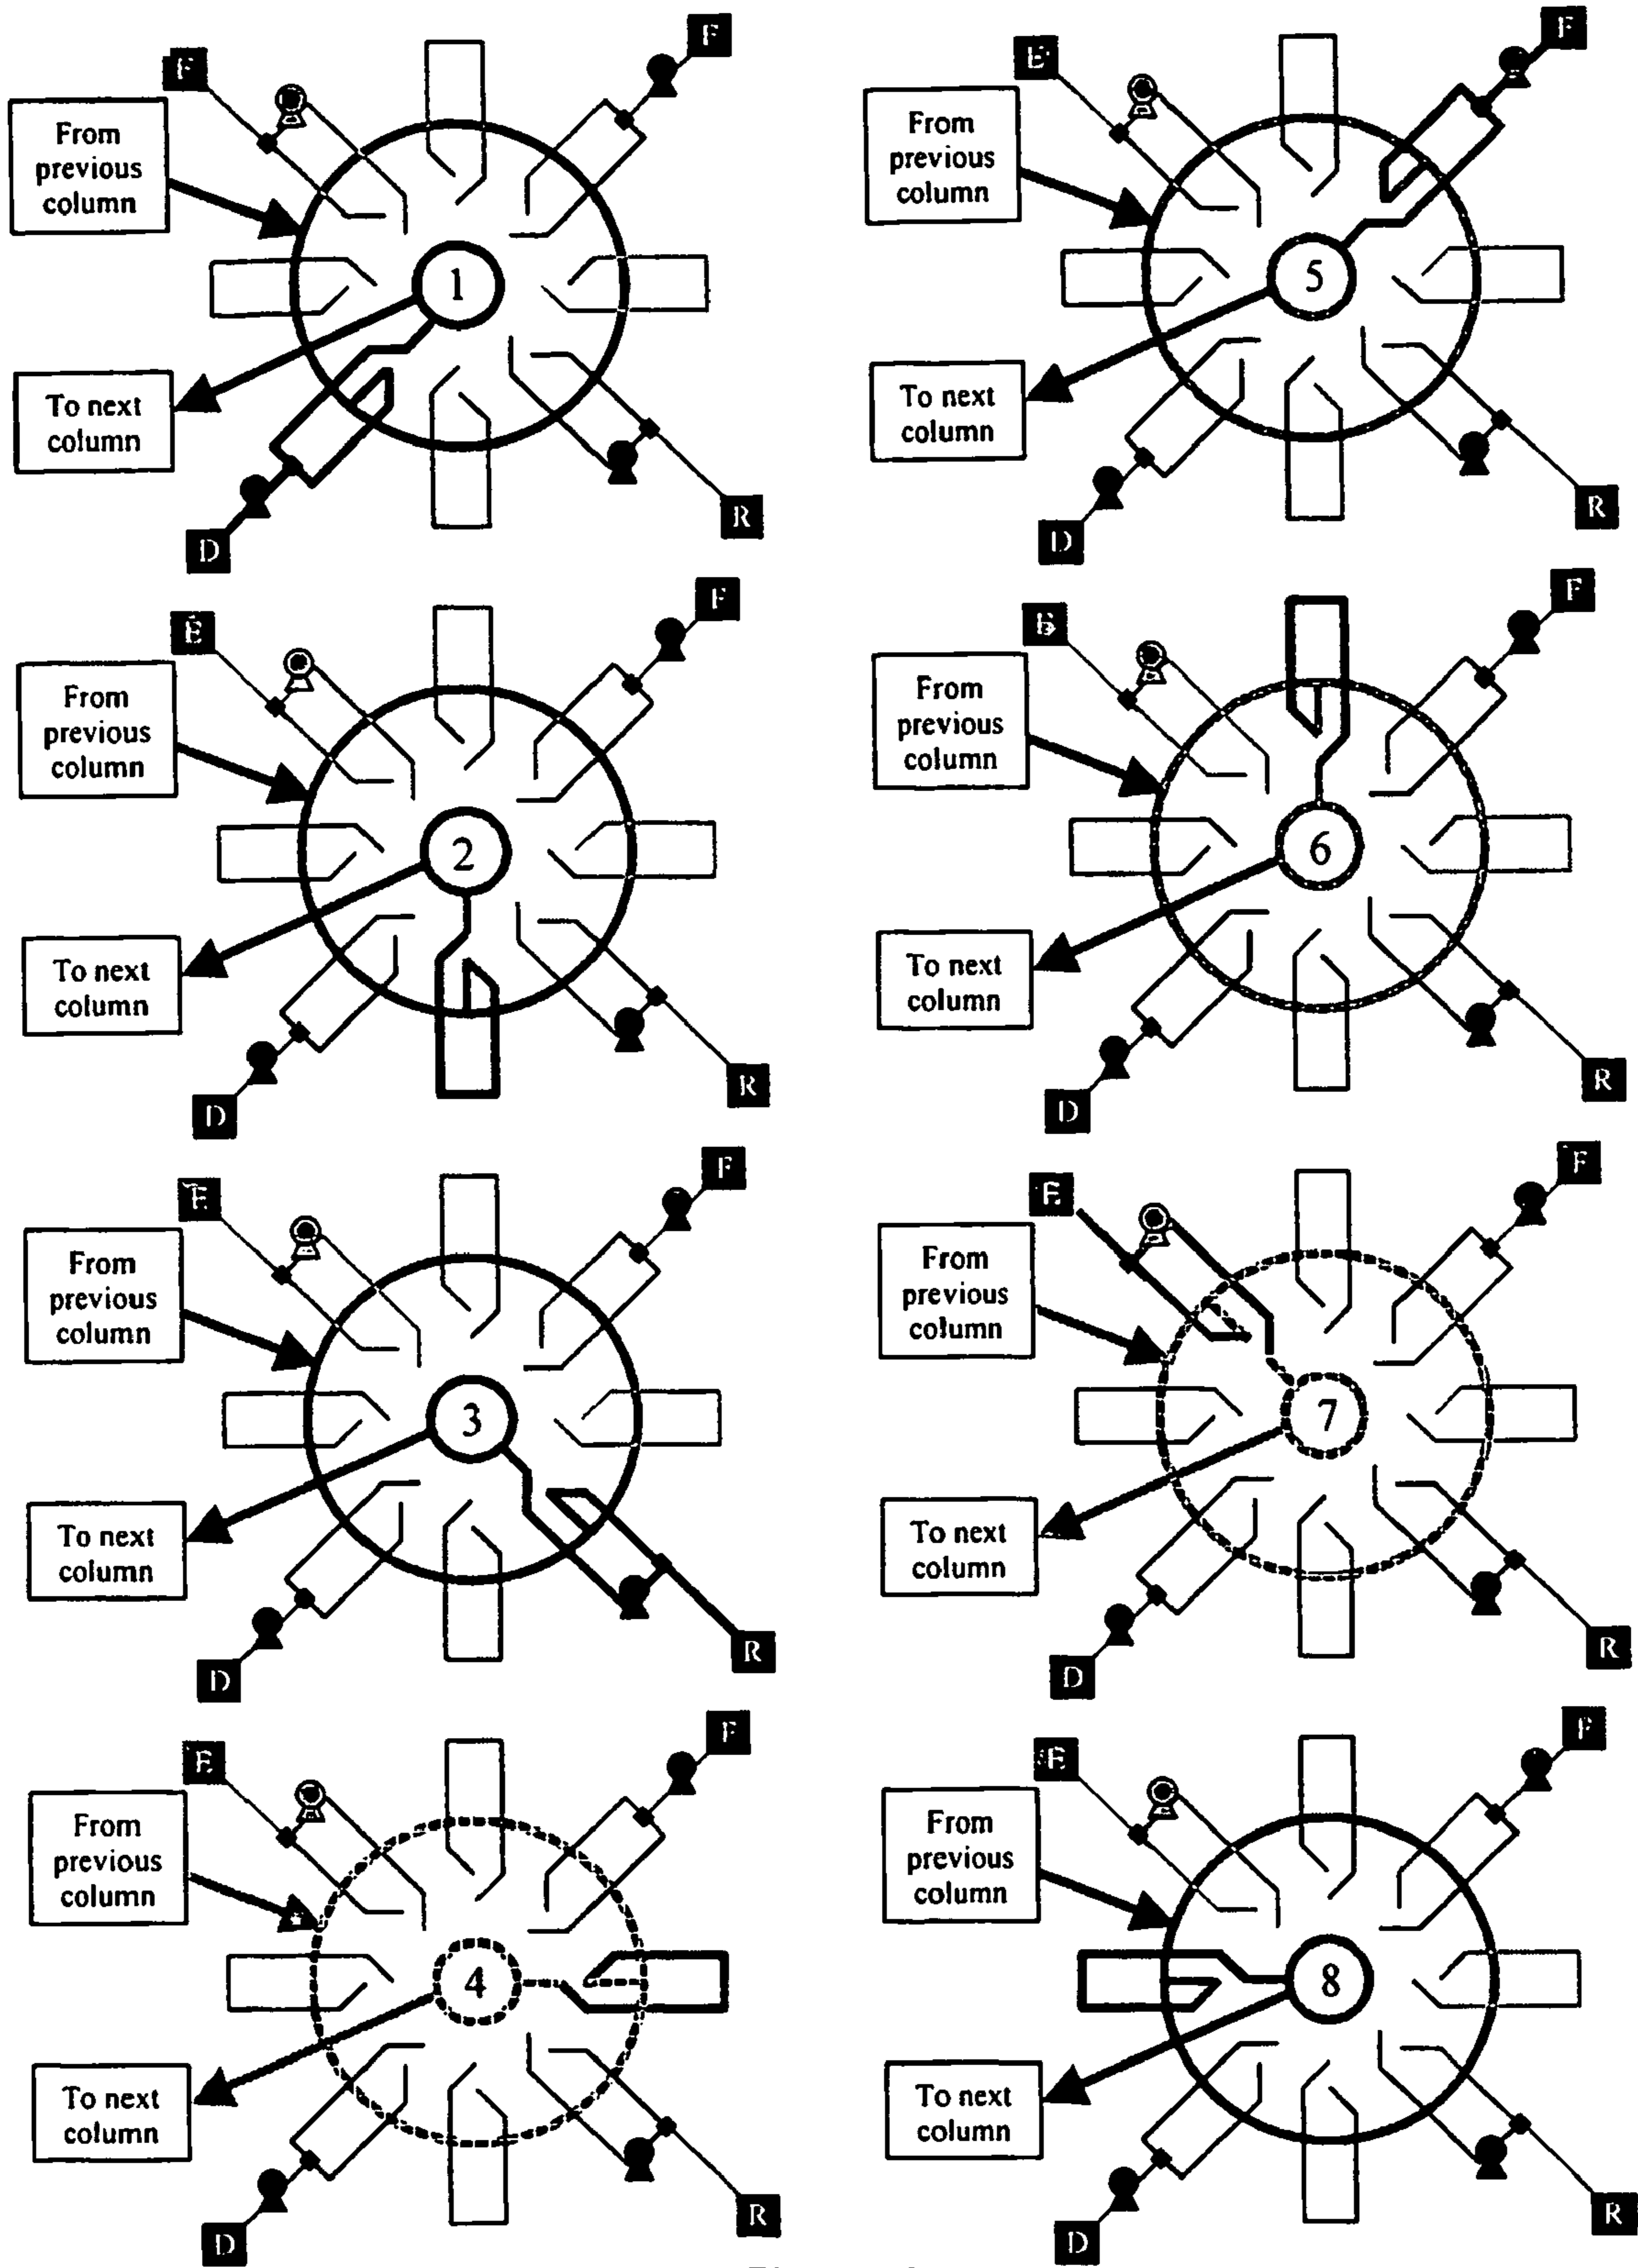 E
F
From
previous
column
1
To next
column
D
R
E
F
From
previous
column
5
To next
column
D
R
E
F
From
previous
column
2
To next
column
D
R
E
F
From
previous
column
6
To next
column
D
R
E
F
From
previous
column
3
To next
column
D
R
E
F
From
previous
column
7
To next
column
D
R
E
F
From
previous
column
4
To next
column
D
R
E
F
From
previous
column
8
To next
column
D
R